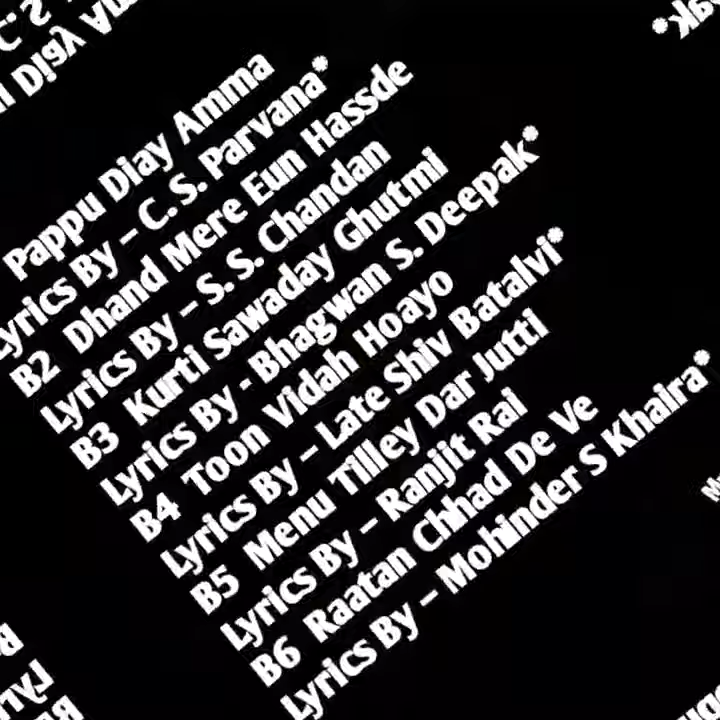 Pappu Diay Amma
Lyrics By – C. S. Parvana*
B2 Dhand Mere Eun Hassde
Lyrics By – S. S. Chandan
B3 Kurti Sawaday Ghutmi
Lyrics By - Bhagwan S. Deepak*
B4 Toon Vidah Hoayo
Lyrics By – Late Shiv Batalvi*
B5 Menu Tilley Dar Jutti
Lyrics By – Ranjit Rai
B6 Raatan Chhad De Ve
Lyrics By – Mohinder S Khaira*